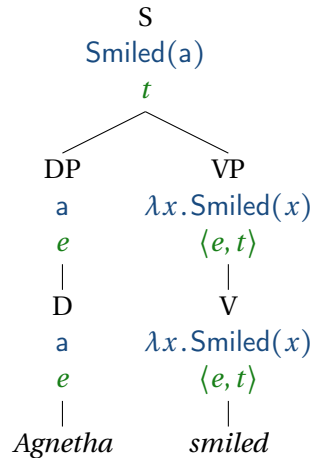 S
Smiled(a)
t
DP VP
a λx.Smiled(x)
e ⟨e, t⟩
D V
a λx.Smiled(x)
e ⟨e, t⟩
Agnetha smiled